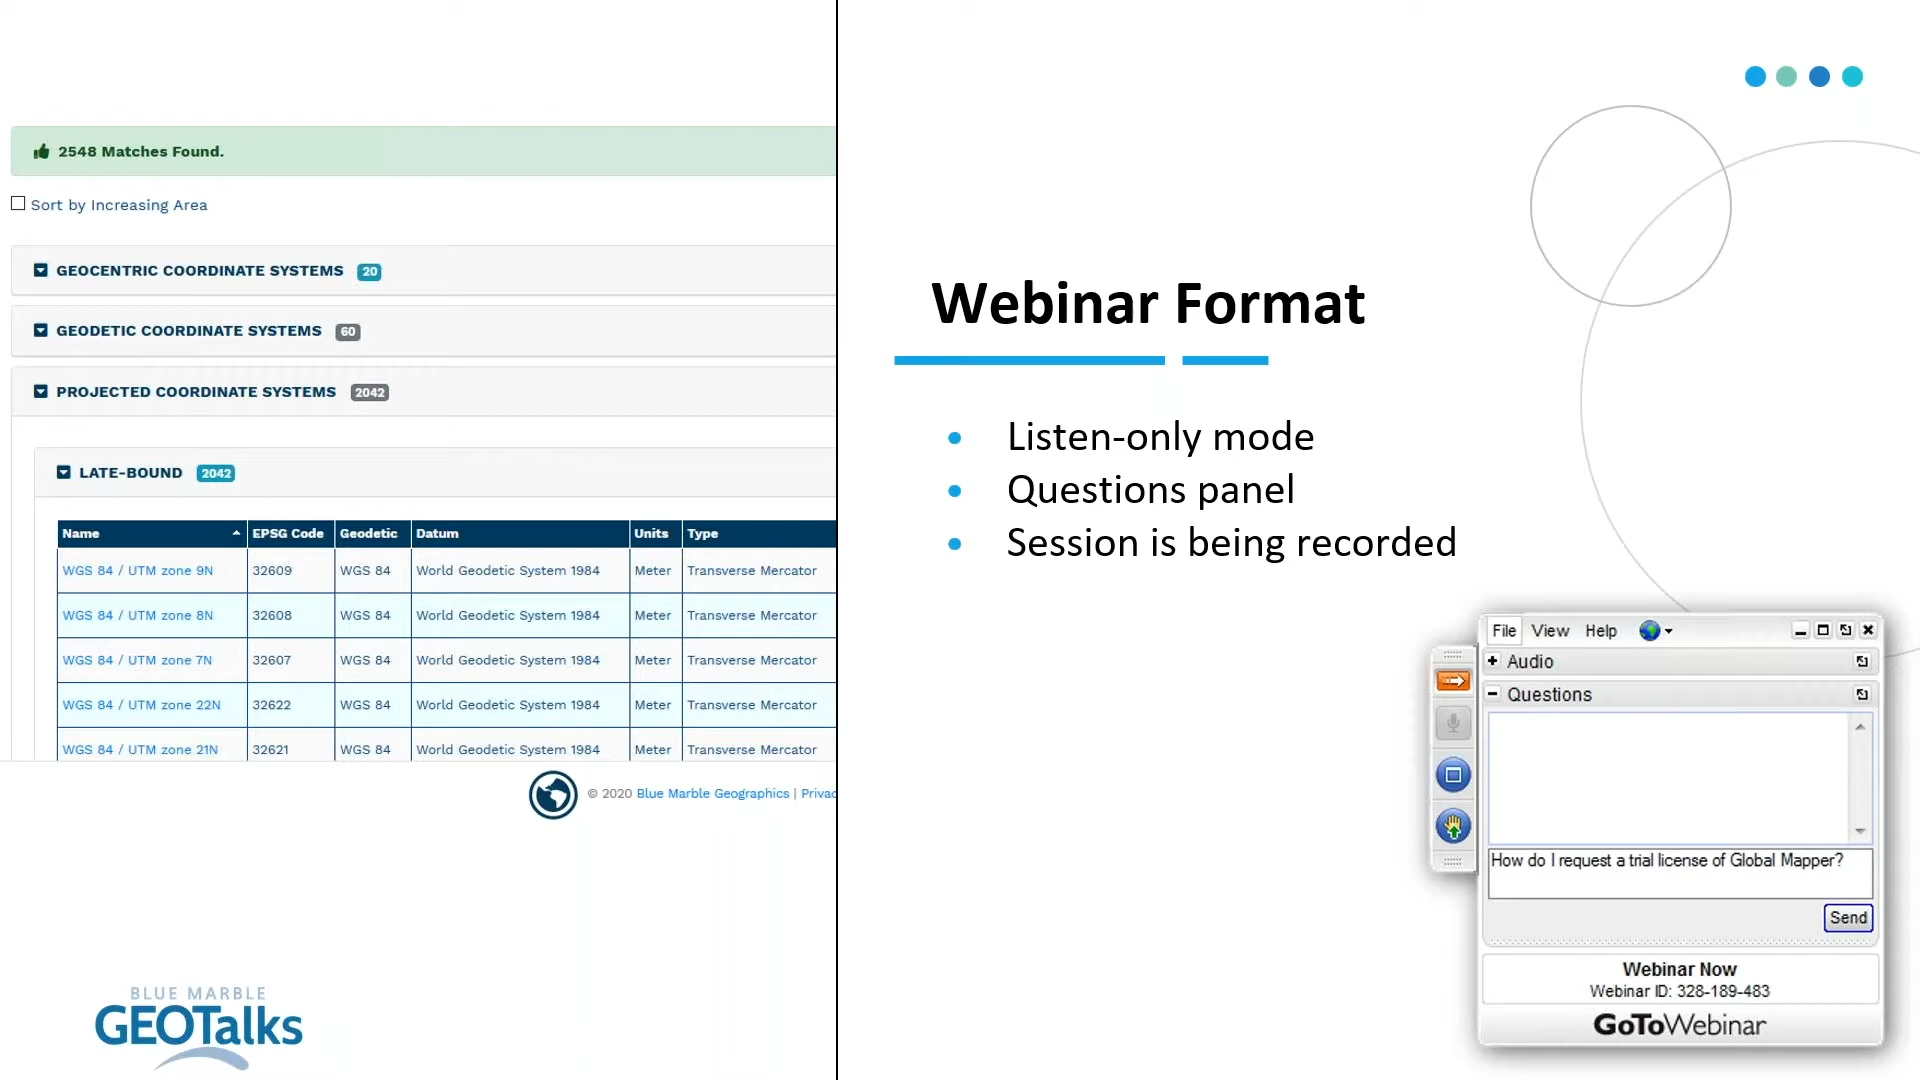 2548 Matches Found.
Sort by Increasing Area
GEOCENTRIC COORDINATE SYSTEMS 20
GEODETIC COORDINATE SYSTEMS 60
PROJECTED COORDINATE SYSTEMS 2042
LATE-BOUND 2042
Name EPSG Code Geodetic Datum Units Type
WGS 84 / UTM zone 9N 32609 WGS 84 World Geodetic System 1984 Meter Transverse Mercator
WGS 84 / UTM zone 8N 32608 WGS 84 World Geodetic System 1984 Meter Transverse Mercator
WGS 84 / UTM zone 7N 32607 WGS 84 World Geodetic System 1984 Meter Transverse Mercator
WGS 84 / UTM zone 22N 32622 WGS 84 World Geodetic System 1984 Meter Transverse Mercator
WGS 84 / UTM zone 21N 32621 WGS 84 World Geodetic System 1984 Meter Transverse Mercator
© 2020 Blue Marble Geographics | Privac
BLUE MARBLE
GEOTalks
Webinar Format
• Listen-only mode
• Questions panel
• Session is being recorded
File View Help
Audio
Questions
How do I request a trial license of Global Mapper?
Send
Webinar Now
Webinar ID: 328-189-483
GoToWebinar